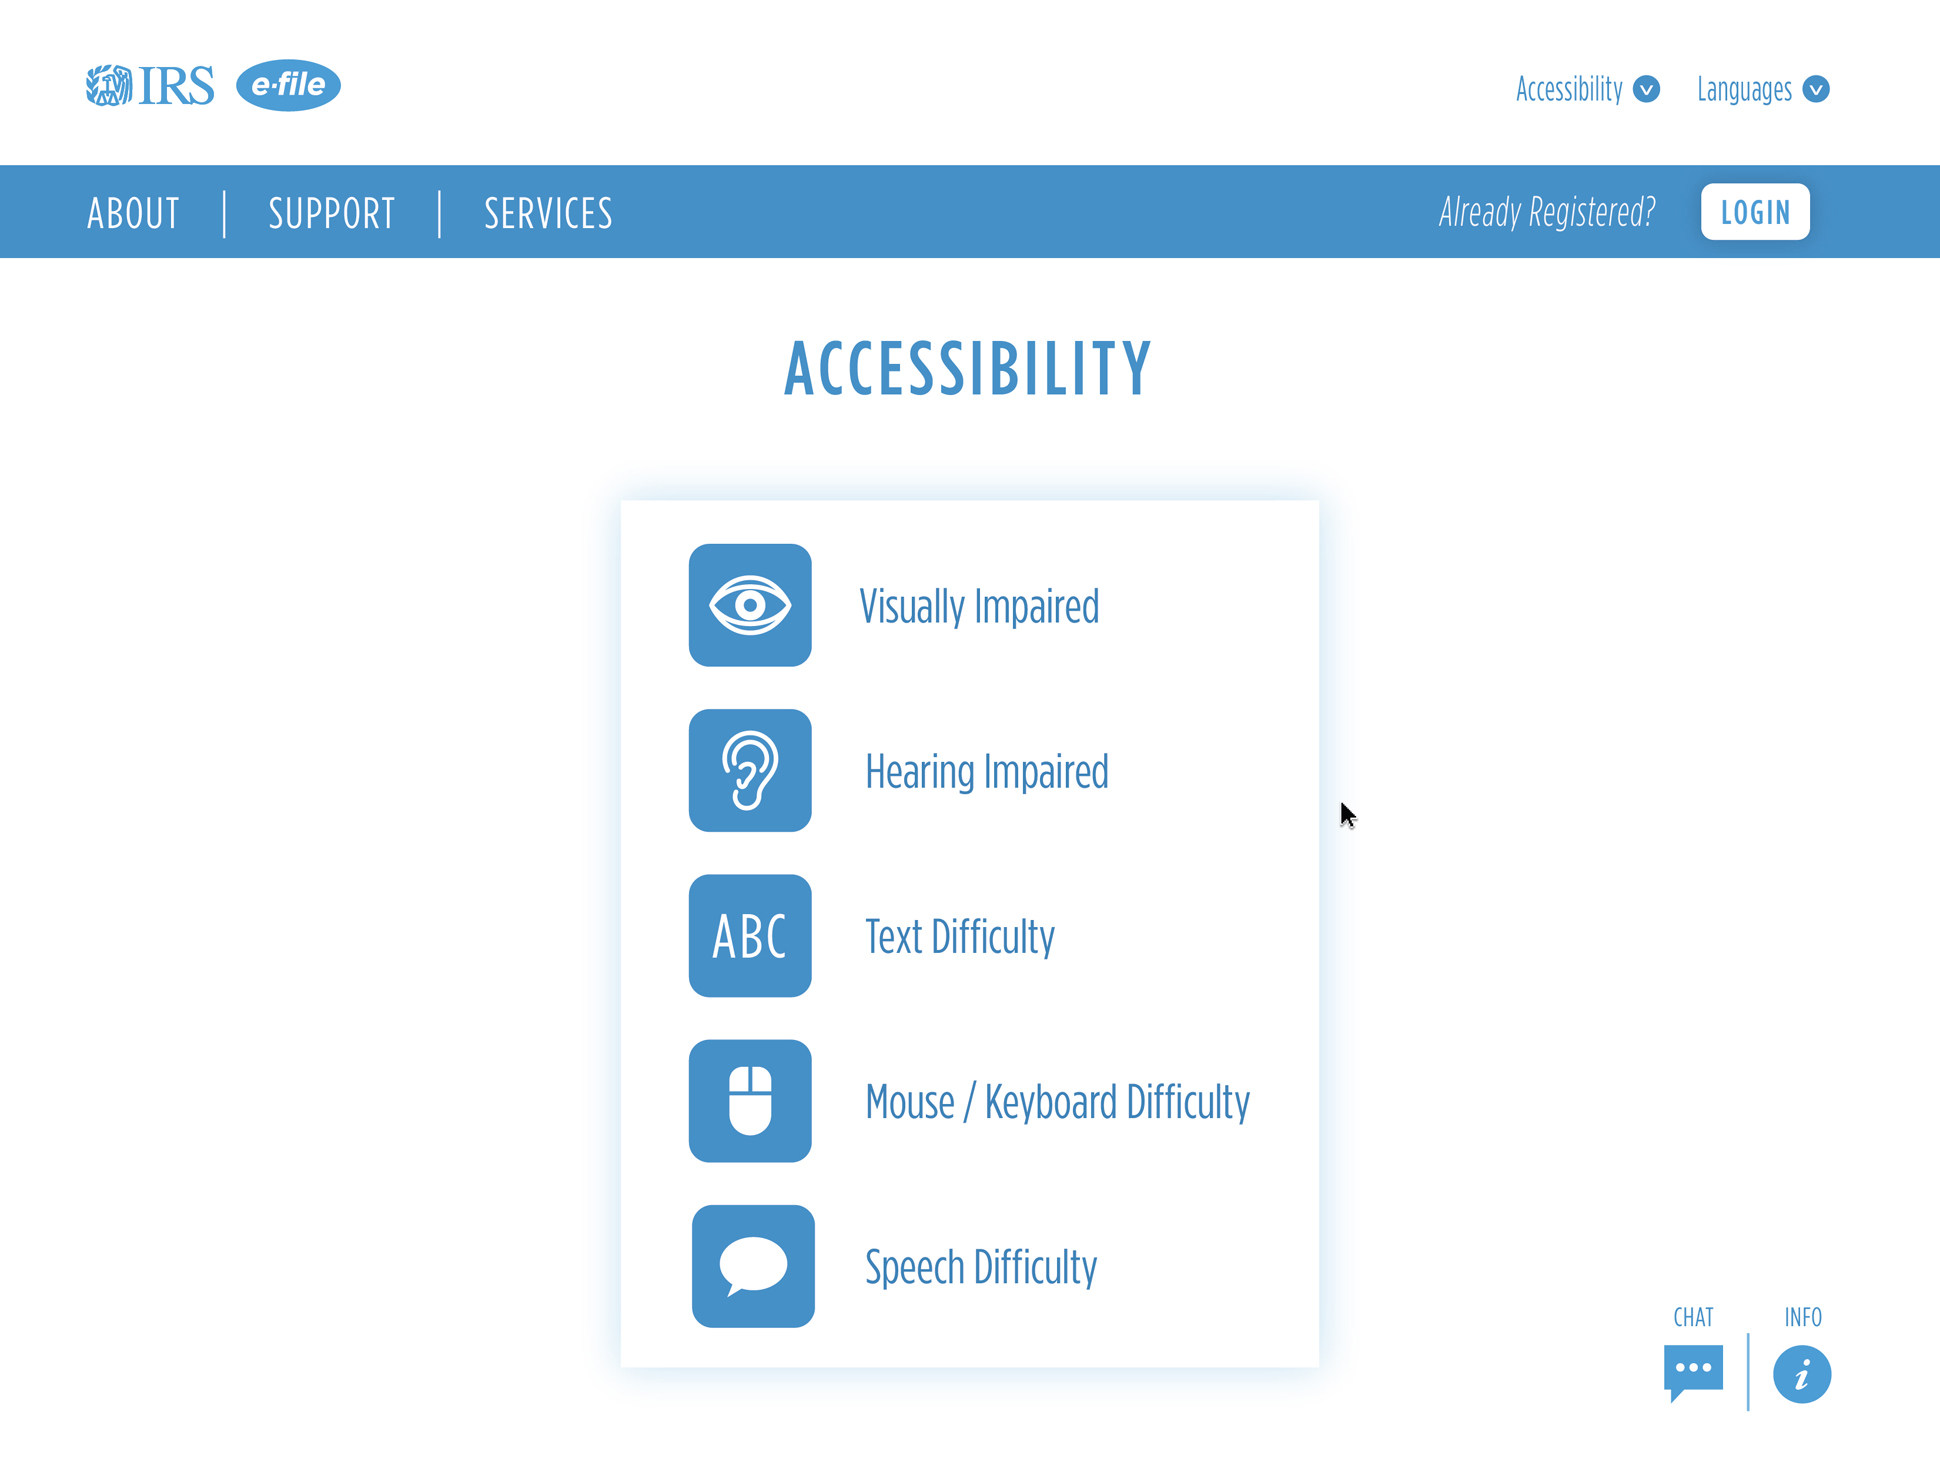 IRS e-file
Accessibility Languages
ABOUT SUPPORT SERVICES Already Registered? LOGIN
ACCESSIBILITY
Visually Impaired
Hearing Impaired
ABC Text Difficulty
Mouse / Keyboard Difficulty
Speech Difficulty
CHAT INFO
i